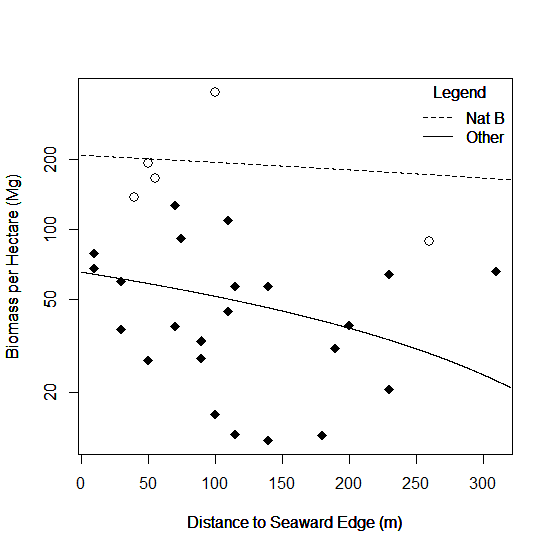 Legend
Nat B
Other
Biomass per Hectare (Mg)
200
100
50
20
0 50 100 150 200 250 300
Distance to Seaward Edge (m)